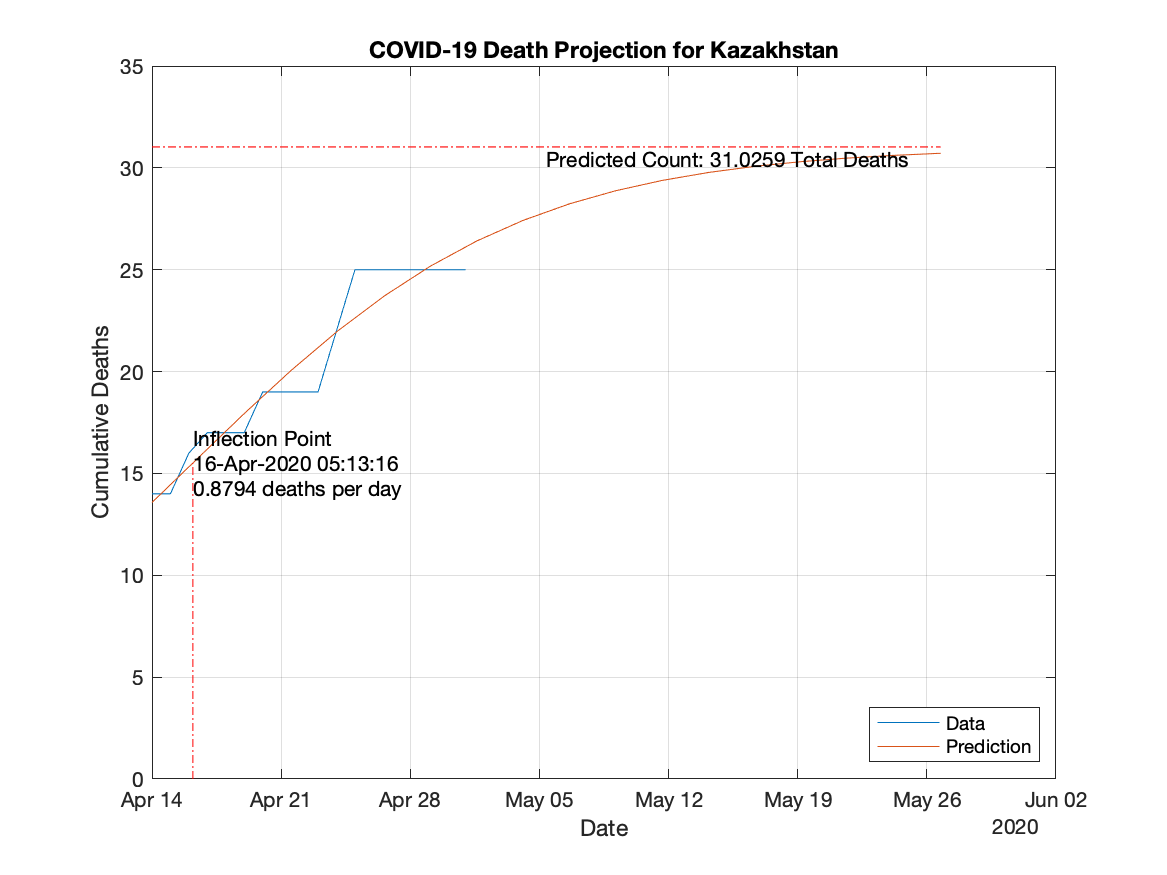 COVID-19 Death Projection for Kazakhstan
35
30
25
20
15
10
5
0
Cumulative Deaths
Predicted Count: 31.0259 Total Deaths
Inflection Point
16-Apr-2020 05:13:16
0.8794 deaths per day
Data
Prediction
Apr 14 Apr 21 Apr 28 May 05 May 12 May 19 May 26 Jun 02
Date
2020